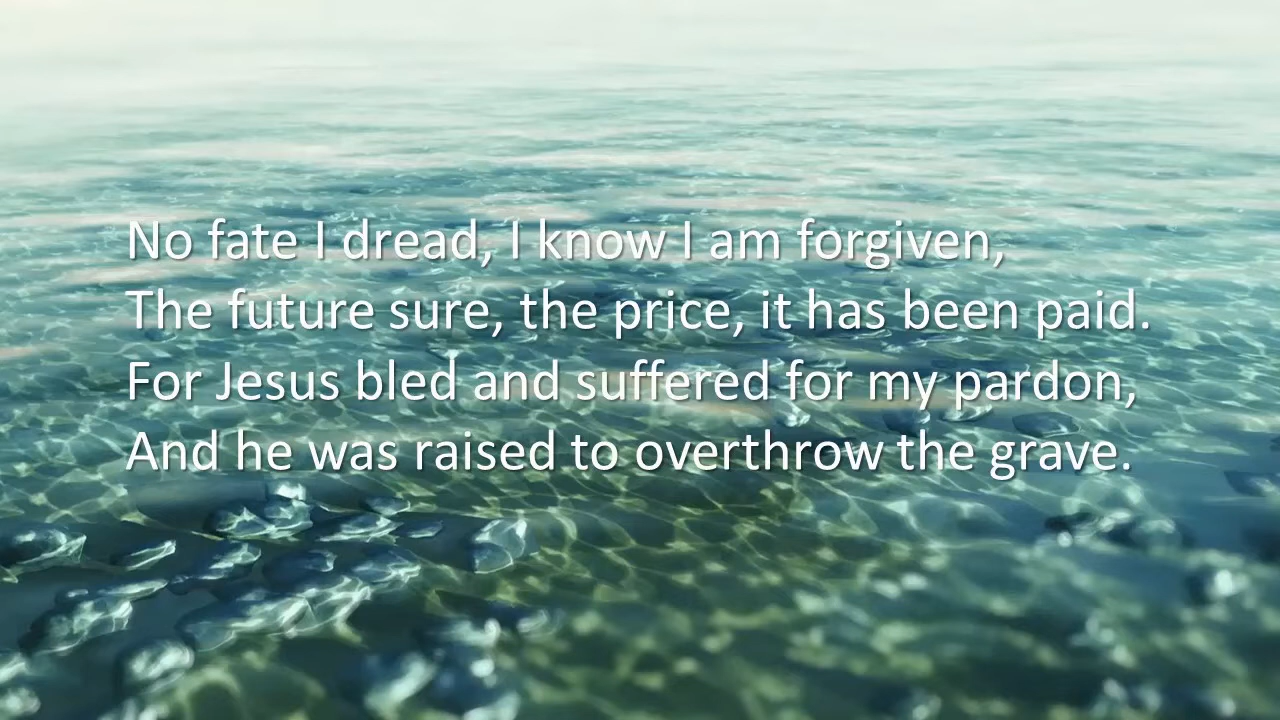 No fate I dread, I know I am forgiven,
The future sure, the price, it has been paid.
For Jesus bled and suffered for my pardon,
And he was raised to overthrow the grave.